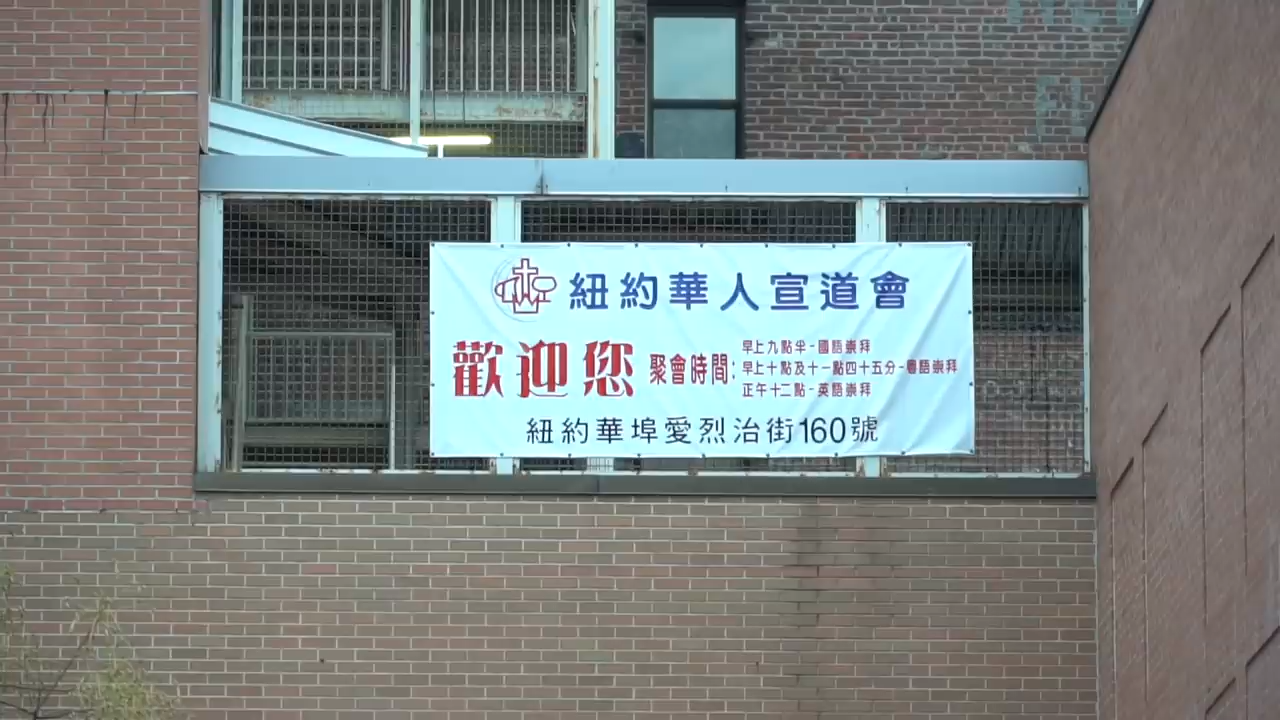 紐約華人宣道會
歡迎您
聚會時間:
早上九點半-國語崇拜
早上十點及十一點四十五分-粵語崇拜
正午十二點-英語崇拜
紐約華埠愛烈治街160號